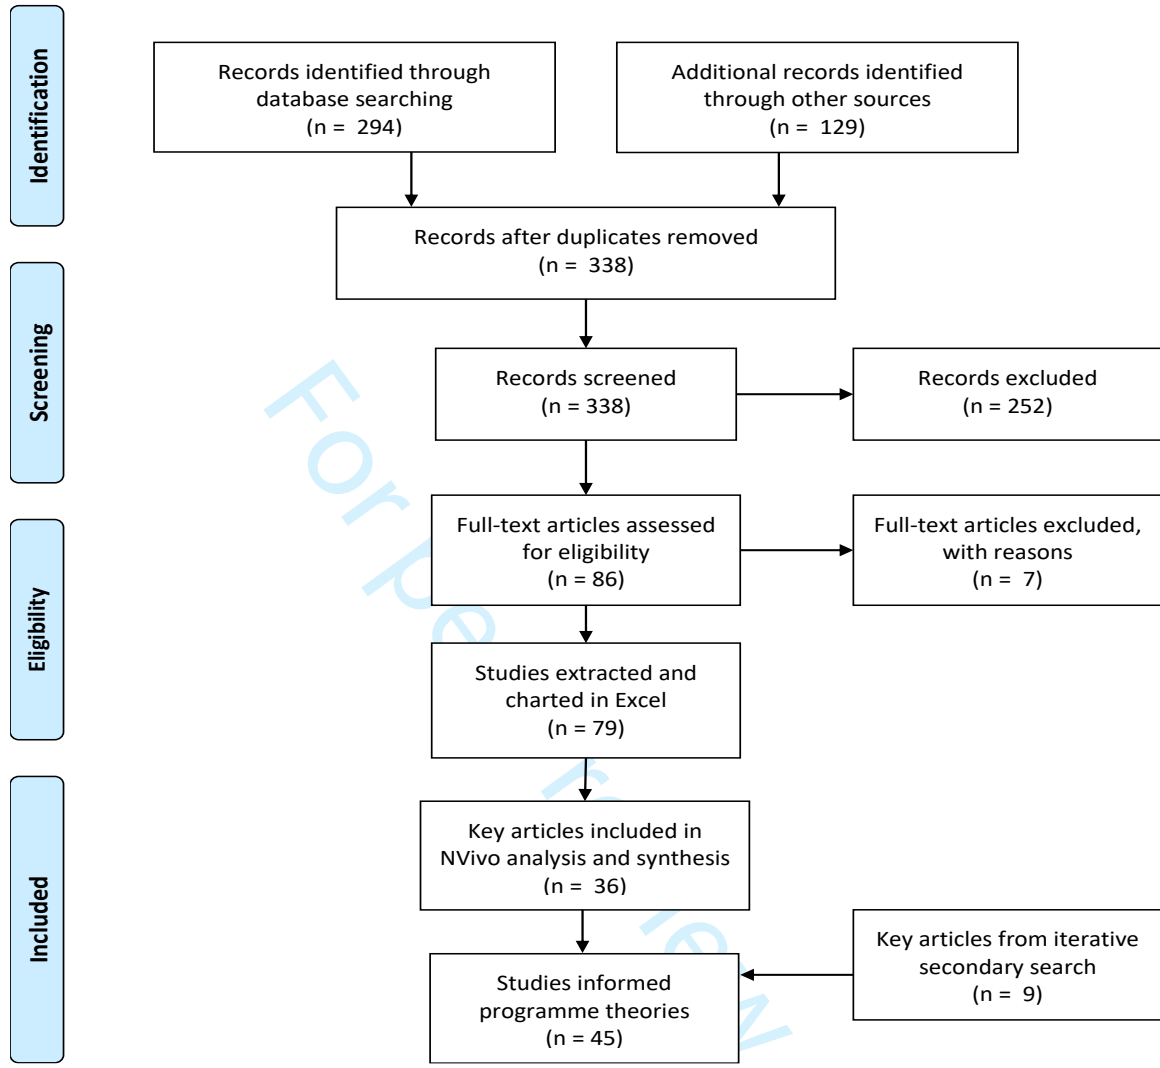 Identification
Records identified through
database searching
(n = 294)
Additional records identified
through other sources
(n = 129)
Records after duplicates removed
(n = 338)
Screening
Records screened
(n = 338)
Records excluded
(n = 252)
Eligibility
Full-text articles assessed
for eligibility
(n = 86)
Full-text articles excluded,
with reasons
(n = 7)
Studies extracted and
charted in Excel
(n = 79)
Included
Key articles included in
NVivo analysis and synthesis
(n = 36)
Key articles from iterative
secondary search
(n = 9)
Studies informed
programme theories
(n = 45)
For pe